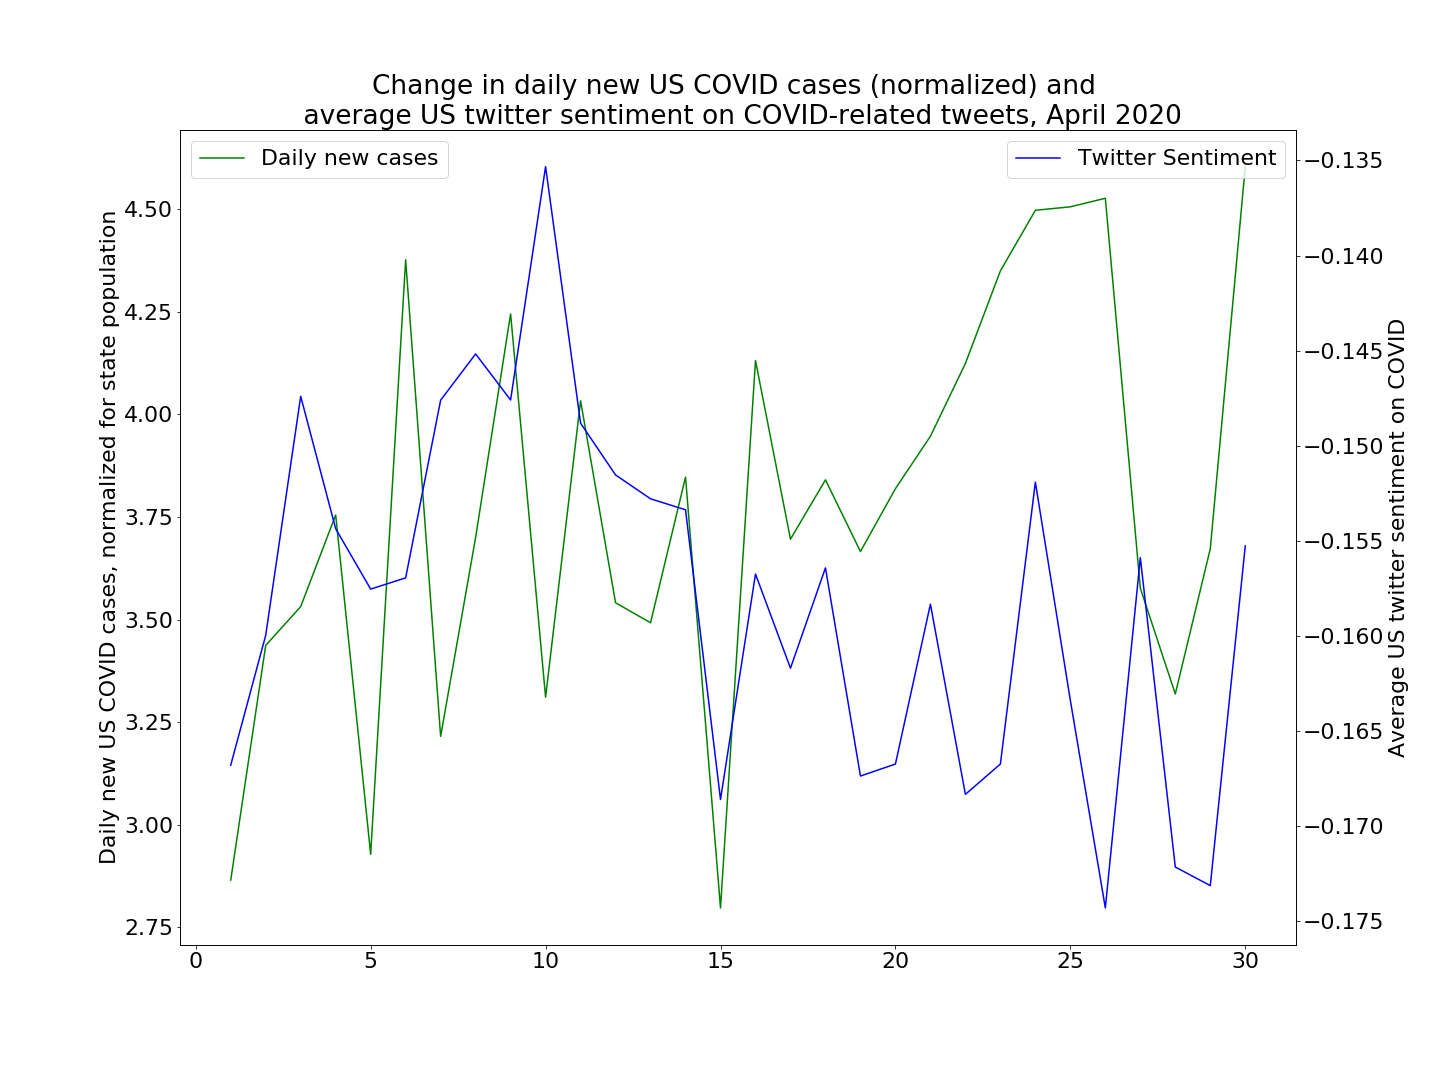 Change in daily new US COVID cases (normalized) and
average US twitter sentiment on COVID-related tweets, April 2020
Daily new cases
Twitter Sentiment
Daily new US COVID cases, normalized for state population
4.50
4.25
4.00
3.75
3.50
3.25
3.00
2.75
0 5 10 15 20 25 30
−0.135
−0.140
−0.145
−0.150
−0.155
−0.160
−0.165
−0.170
−0.175
Average US twitter sentiment on COVID